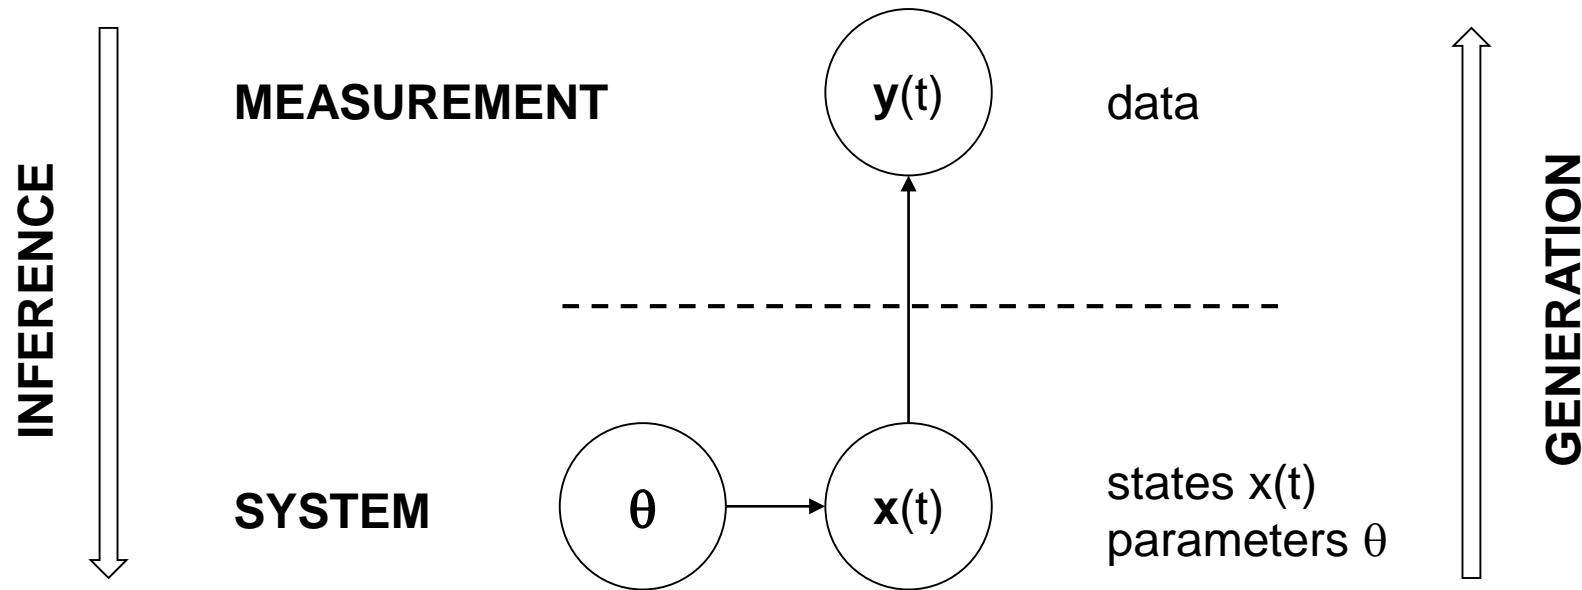 INFERENCE
MEASUREMENT
y(t)
data
SYSTEM
θ
x(t)
states x(t)
parameters θ
GENERATION